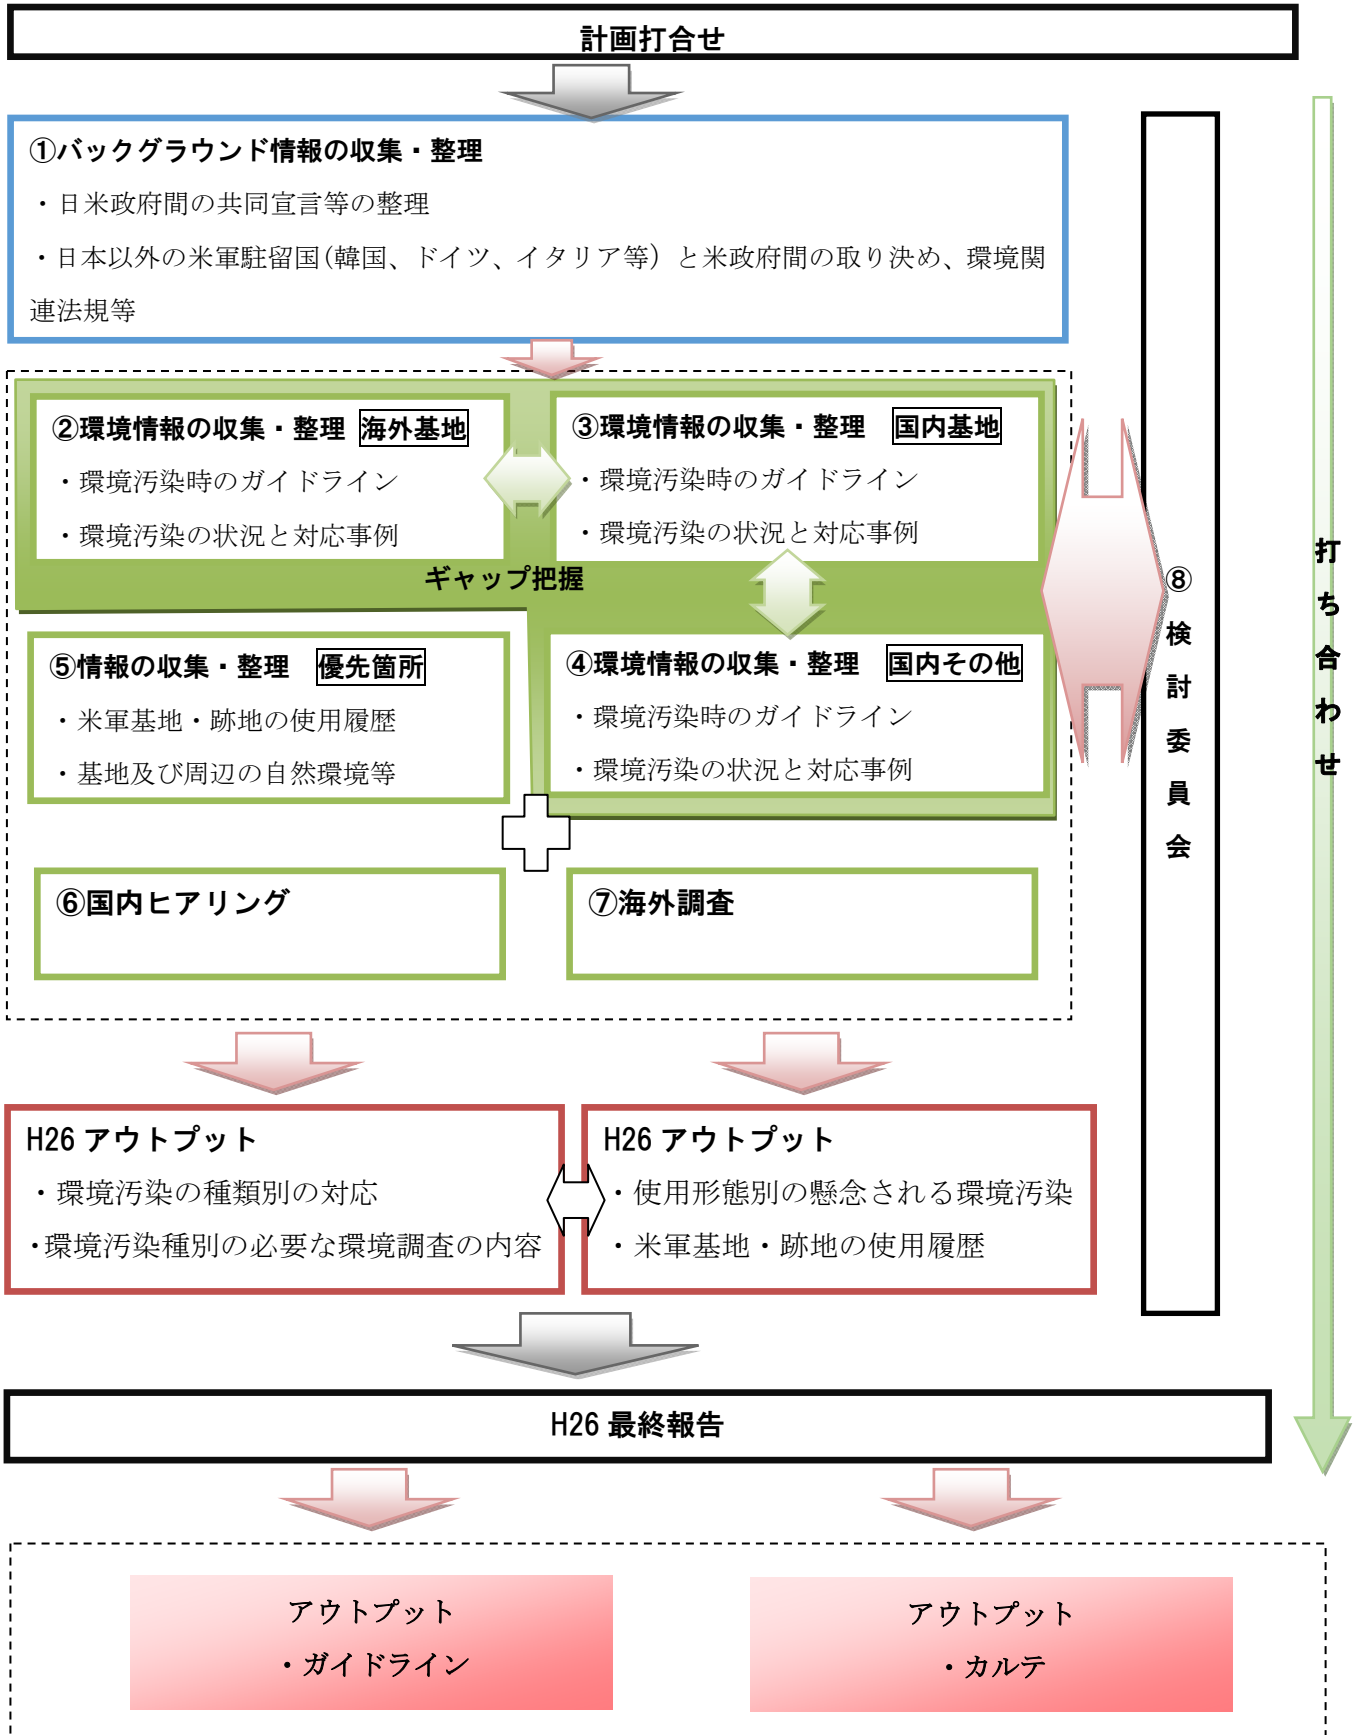 計画打合せ
①バックグラウンド情報の収集・整理
・日米政府間の共同宣言等の整理
・日本以外の米軍駐留国(韓国、ドイツ、イタリア等）と米政府間の取り決め、環境関
連法規等
②環境情報の収集・整理 海外基地
・環境汚染時のガイドライン
・環境汚染の状況と対応事例
③環境情報の収集・整理 国内基地
・環境汚染時のガイドライン
・環境汚染の状況と対応事例
ギャップ把握
⑤情報の収集・整理 優先箇所
・米軍基地・跡地の使用履歴
・基地及び周辺の自然環境等
④環境情報の収集・整理 国内その他
・環境汚染時のガイドライン
・環境汚染の状況と対応事例
⑥国内ヒアリング
⑦海外調査
⑧検討委員会
打ち合わせ
H26 アウトプット
・環境汚染の種類別の対応
・環境汚染種別の必要な環境調査の内容
H26 アウトプット
・使用形態別の懸念される環境汚染
・米軍基地・跡地の使用履歴
H26 最終報告
アウトプット
・ガイドライン
アウトプット
・カルテ